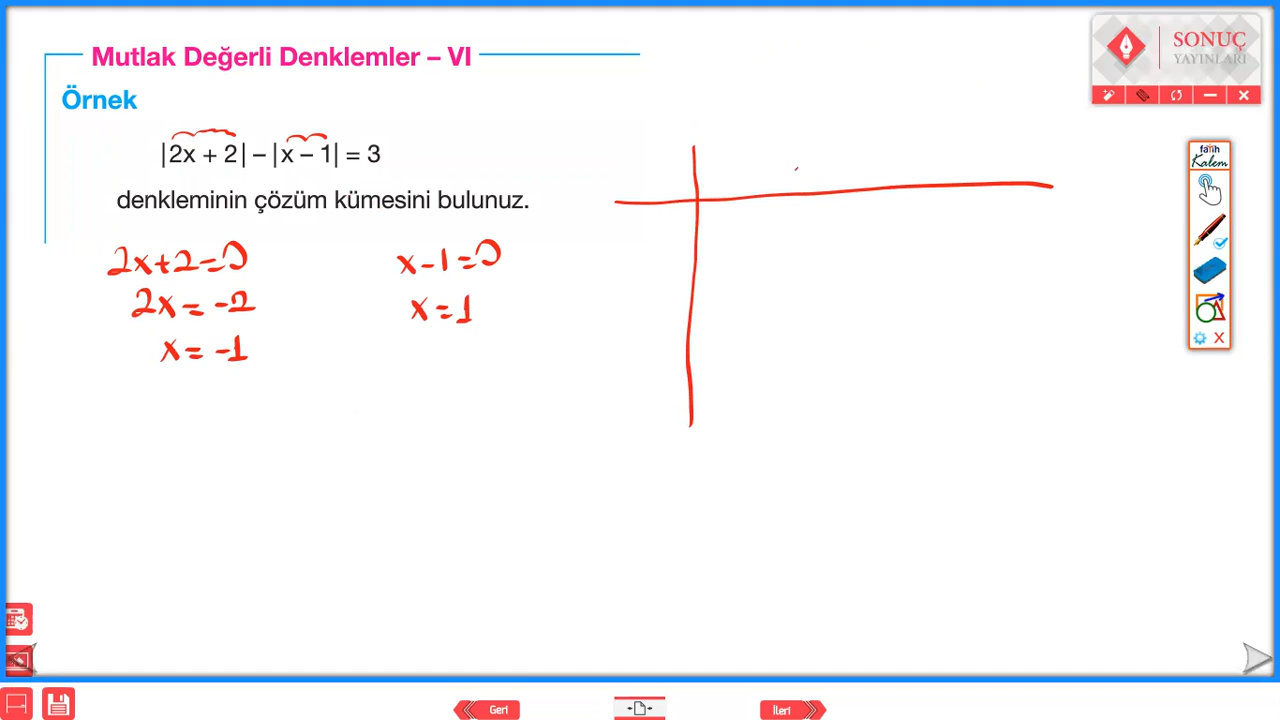 Mutlak Değerli Denklemler – VI
Örnek
|2x + 2| – |x – 1| = 3
denkleminin çözüm kümesini bulunuz.
2x+2=0
2x = -2
x = -1
x-1=0
x = 1
SONUÇ
YAYINLARI
fatih
Kalem
Geri
İleri